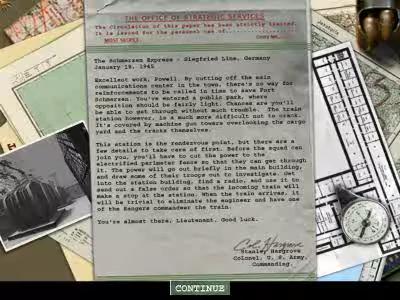 THE OFFICE OF STRATEGIC SERVICES
The circulation of this paper has been strictly limited.
It is issued for the personal use of
MOST SECRET
Copy No.
The Schmerzen Express - Siegfried Line, Germany
January 18, 1945
Excellent work, Powell. By cutting off the main
communications center in the town, there's no way for
reinforcements to be called in time to save Fort
Schmerzen. You've entered a public park, where
opposition should be fairly light. Chances are you'll
be able to get through without much trouble. The train
station however, is a much more difficult nut to crack.
It's covered by machine gun towers overlooking the cargo
yard and the tracks themselves.
This station is the rendezvous point, but there are a
few details to take care of first. Before the squad can
join you, you'll have to cut the power to the
electrified perimeter fence so that they can get through
it. The power will go out briefly in the main building,
and draw some of their troops out to investigate. Get
into the station building, find a radio, and use it to
send out a false order so that the incoming train will
make a stop at the station. When the train arrives, it
will be trivial to eliminate the engineer and have one
of the Rangers commandeer the train.
You're almost there, Lieutenant. Good luck.
Col. Hargrove
Stanley Hargrove
Colonel, U. S. Army,
Commanding.
CONTINUE